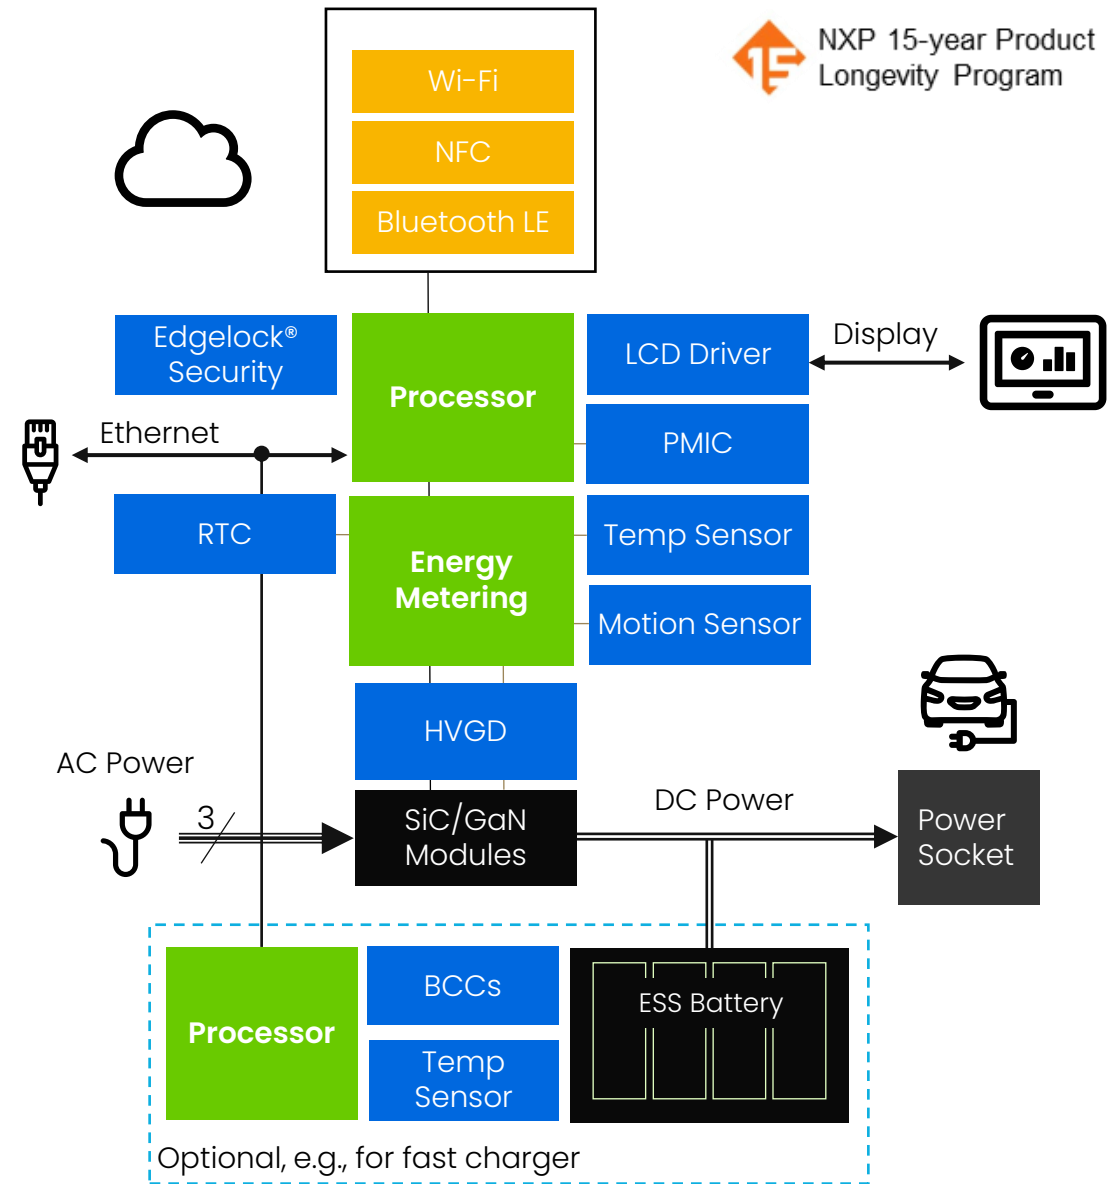 NXP 15-year Product
Longevity Program
15
Wi-Fi
NFC
Bluetooth LE
Edgelock®
Security
Processor
LCD Driver
Display
Ethernet
PMIC
RTC
Energy
Metering
Temp Sensor
Motion Sensor
HVGD
AC Power
3
SiC/GaN
Modules
DC Power
Power
Socket
Processor
BCCs
Temp
Sensor
ESS Battery
Optional, e.g., for fast charger